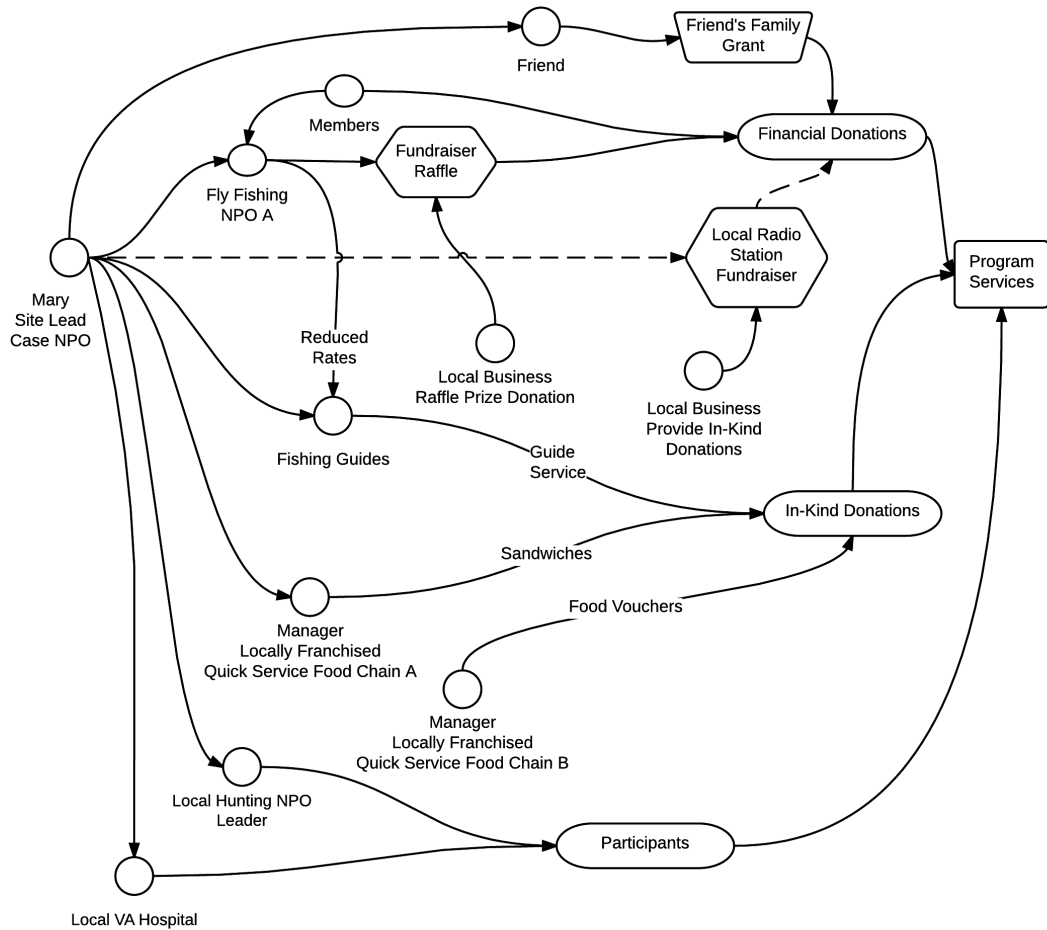 Friend's Family
Grant
Friend
Members
Financial Donations
Fundraiser
Raffle
Fly Fishing
NPO A
Local Radio
Station
Fundraiser
Program
Services
Mary
Site Lead
Case NPO
Reduced
Rates
Local Business
Raffle Prize Donation
Local Business
Provide In-Kind
Donations
Fishing Guides
Guide
Service
In-Kind Donations
Sandwiches
Food Vouchers
Manager
Locally Franchised
Quick Service Food Chain A
Manager
Locally Franchised
Quick Service Food Chain B
Local Hunting NPO
Leader
Participants
Local VA Hospital